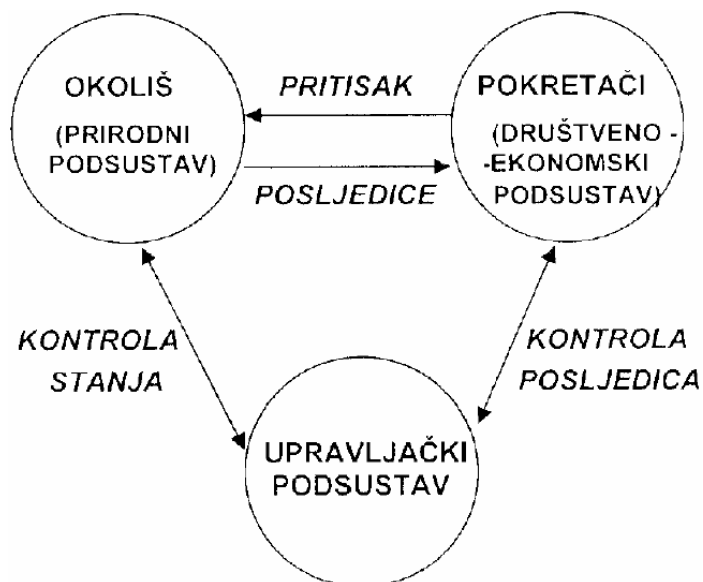 OKOLIŠ
(PRIRODNI
PODSUSTAV)
PRITISAK
POSLJEDICE
POKRETAČI
(DRUŠTVENO -
-EKONOMSKI
PODSUSTAV)
KONTROLA
STANJA
KONTROLA
POSLJEDICA
UPRAVLJAČKI
PODSUSTAV